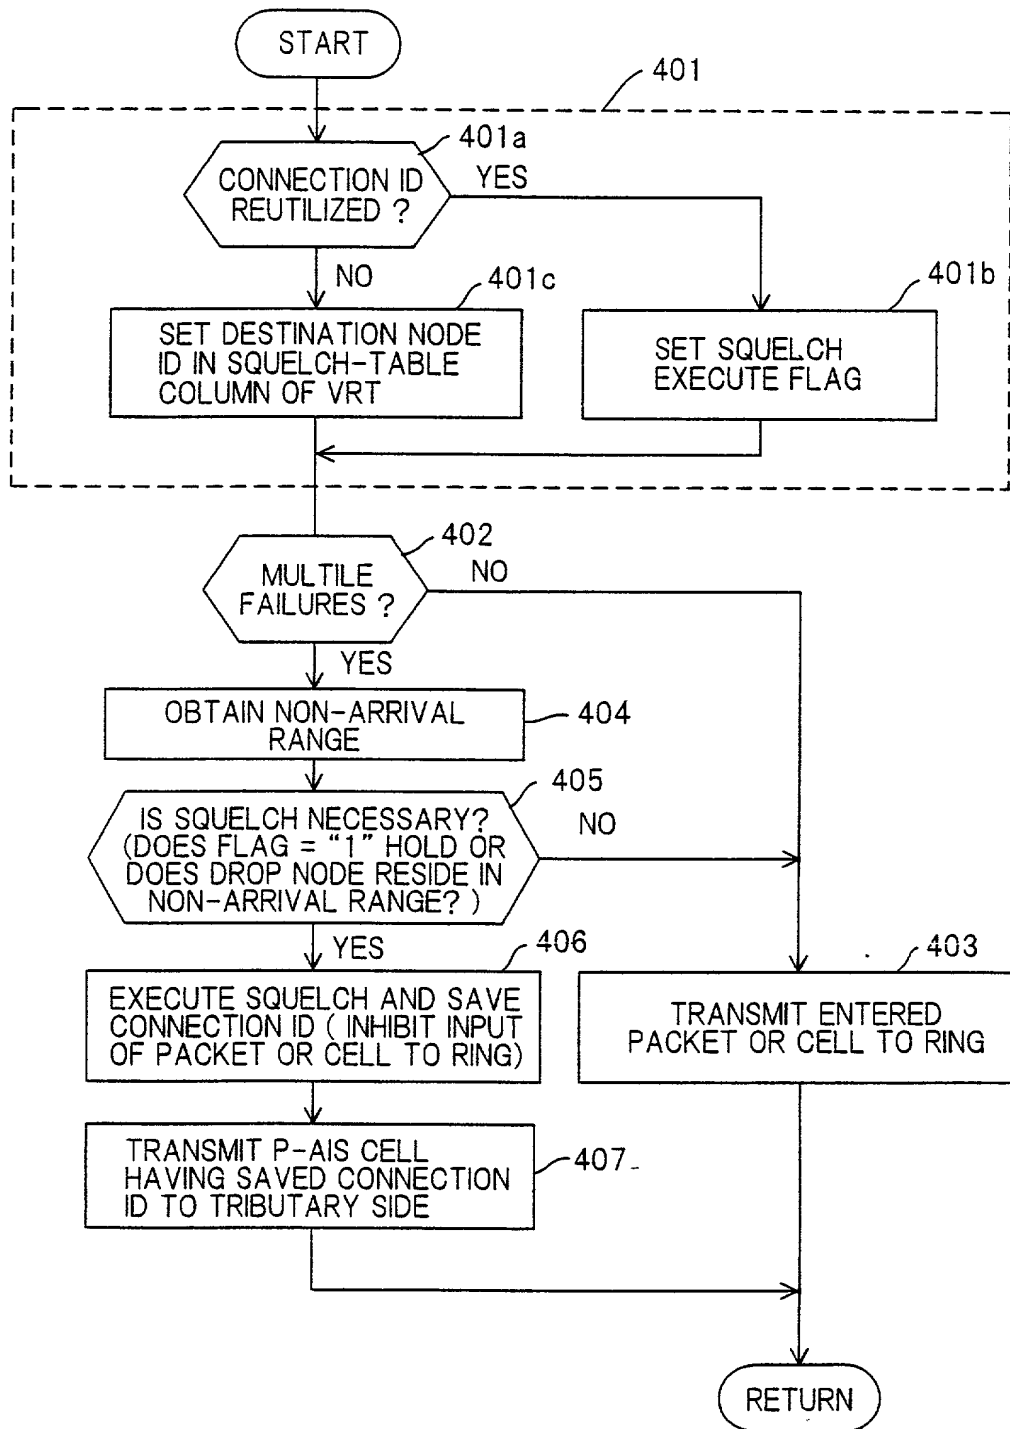 START
401
401a
CONNECTION ID
REUTILIZED ?
YES
NO
401c
401b
SET DESTINATION NODE
ID IN SQUELCH-TABLE
COLUMN OF VRT
SET SQUELCH
EXECUTE FLAG
402
MULTILE
FAILURES ?
NO
YES
OBTAIN NON-ARRIVAL
RANGE
404
405
IS SQUELCH NECESSARY?
(DOES FLAG = "1" HOLD OR
DOES DROP NODE RESIDE IN
NON-ARRIVAL RANGE? )
NO
YES
406
403
EXECUTE SQUELCH AND SAVE
CONNECTION ID ( INHIBIT INPUT
OF PACKET OR CELL TO RING)
TRANSMIT ENTERED
PACKET OR CELL TO RING
TRANSMIT P-AIS CELL
HAVING SAVED CONNECTION
ID TO TRIBUTARY SIDE
407
RETURN